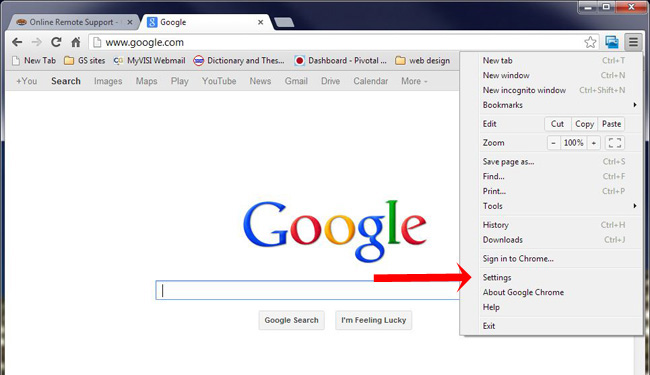 Online Remote Support - Google
www.google.com
New Tab GS sites MyVISI Webmail Dictionary and Thes... Dashboard - Pivotal ... web design
+You Search Images Maps Play YouTube News Gmail Drive Calendar More
New tab Ctrl+T
New window Ctrl+N
New incognito window Ctrl+Shift+N
Bookmarks
Edit Cut Copy Paste
Zoom − 100% +
Save page as... Ctrl+S
Find... Ctrl+F
Print... Ctrl+P
Tools
History Ctrl+H
Downloads Ctrl+J
Sign in to Chrome...
Settings
About Google Chrome
Help
Exit
Google
Google Search I'm Feeling Lucky